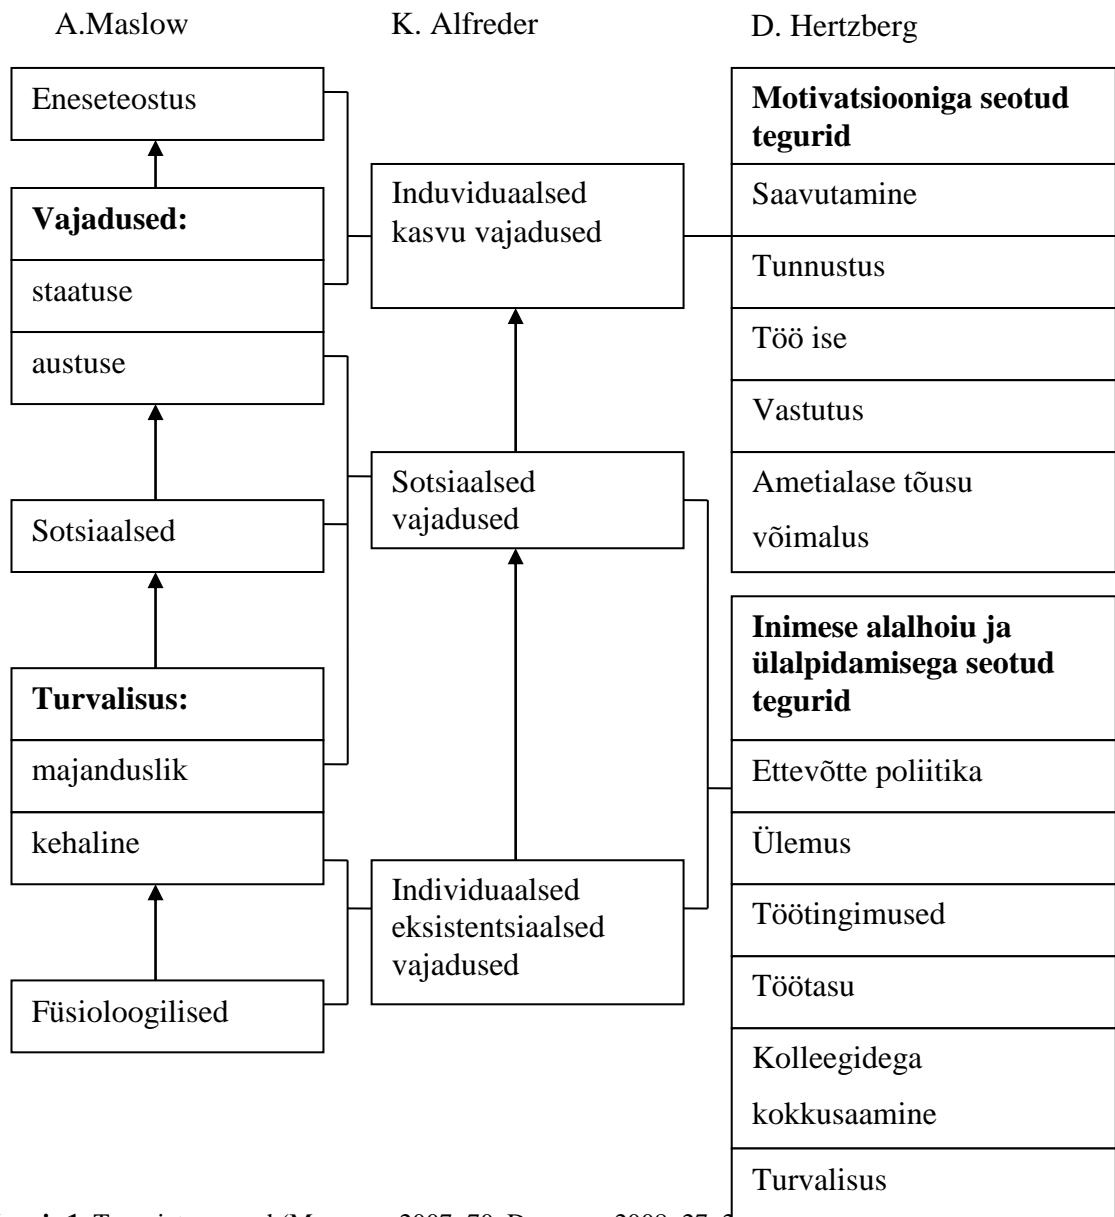 A.Maslow
K. Alfreder
D. Hertzberg
Eneseteostus
Vajadused:
staatuse
austuse
Sotsiaalsed
Turvalisus:
majanduslik
kehaline
Füsioloogilised
Induviduaalsed
kasvu vajadused
Sotsiaalsed
vajadused
Individuaalsed
eksistentsiaalsed
vajadused
Motivatsiooniga seotud
tegurid
Saavutamine
Tunnustus
Töö ise
Vastutus
Ametialase tõusu
võimalus
Inimese alalhoiu ja
ülalpidamisega seotud
tegurid
Ettevõtte poliitika
Ülemus
Töötingimused
Töötasu
Kolleegidega
kokkusaamine
Turvalisus